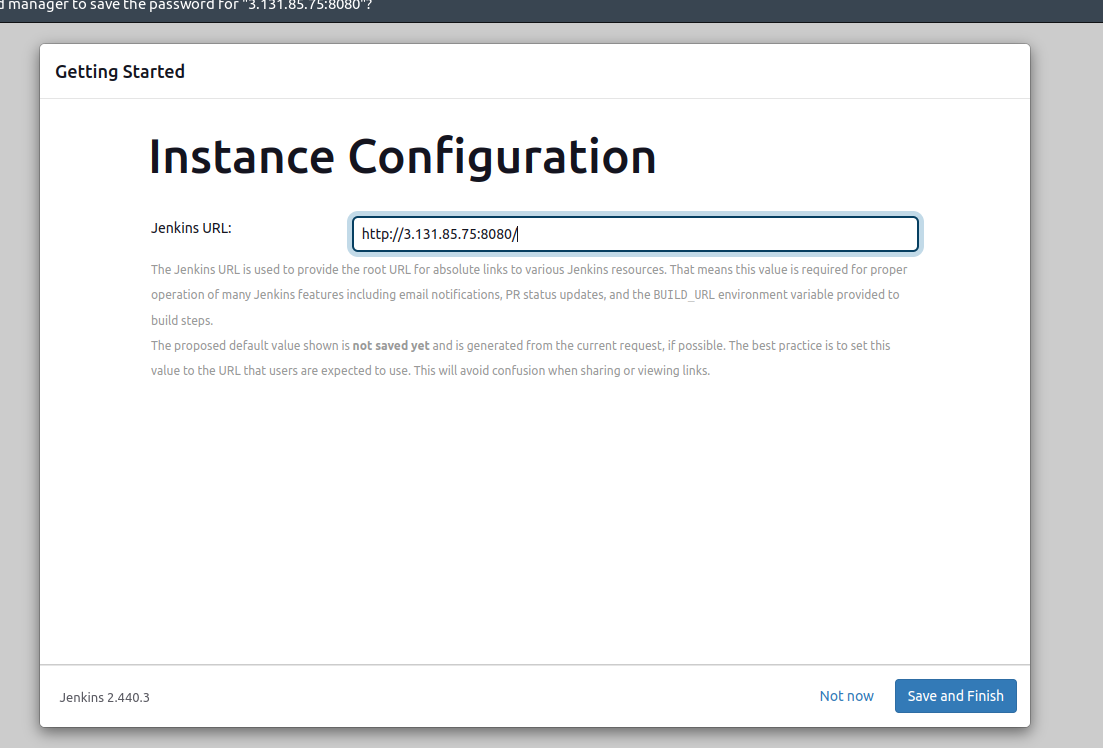 d manager to save the password for "3.131.85.75:8080"?
Getting Started
Instance Configuration
Jenkins URL:
http://3.131.85.75:8080/
The Jenkins URL is used to provide the root URL for absolute links to various Jenkins resources. That means this value is required for proper
operation of many Jenkins features including email notifications, PR status updates, and the BUILD_URL environment variable provided to
build steps.
The proposed default value shown is not saved yet and is generated from the current request, if possible. The best practice is to set this
value to the URL that users are expected to use. This will avoid confusion when sharing or viewing links.
Jenkins 2.440.3
Not now
Save and Finish